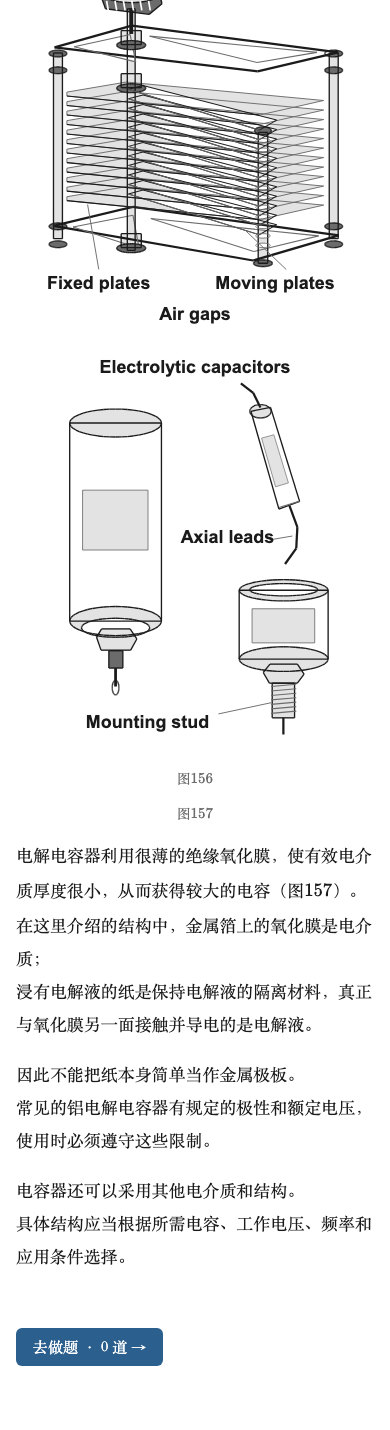 Fixed plates
Moving plates
Air gaps
Electrolytic capacitors
Axial leads
Mounting stud
图156
图157
电解电容器利用很薄的绝缘氧化膜，使有效电介
质厚度很小，从而获得较大的电容（图157）。
在这里介绍的结构中，金属箔上的氧化膜是电介
质；
浸有电解液的纸是保持电解液的隔离材料，真正
与氧化膜另一面接触并导电的是电解液。
因此不能把纸本身简单当作金属极板。
常见的铝电解电容器有规定的极性和额定电压，
使用时必须遵守这些限制。
电容器还可以采用其他电介质和结构。
具体结构应当根据所需电容、工作电压、频率和
应用条件选择。
去做题 · 0 道 →